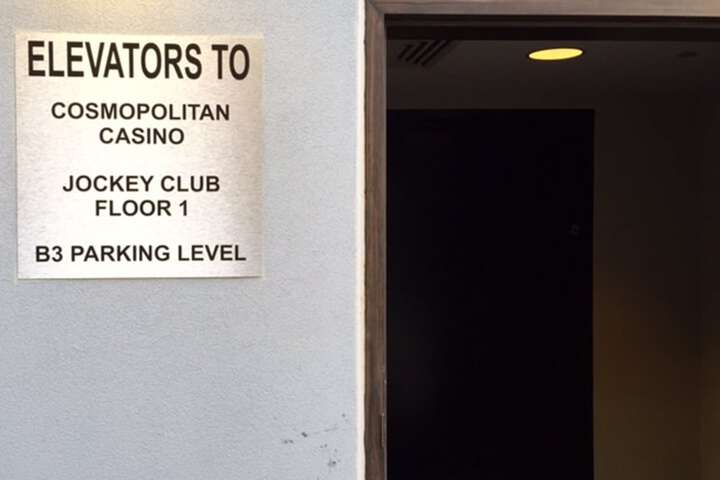 ELEVATORS TO
COSMOPOLITAN
CASINO
JOCKEY CLUB
FLOOR 1
B3 PARKING LEVEL